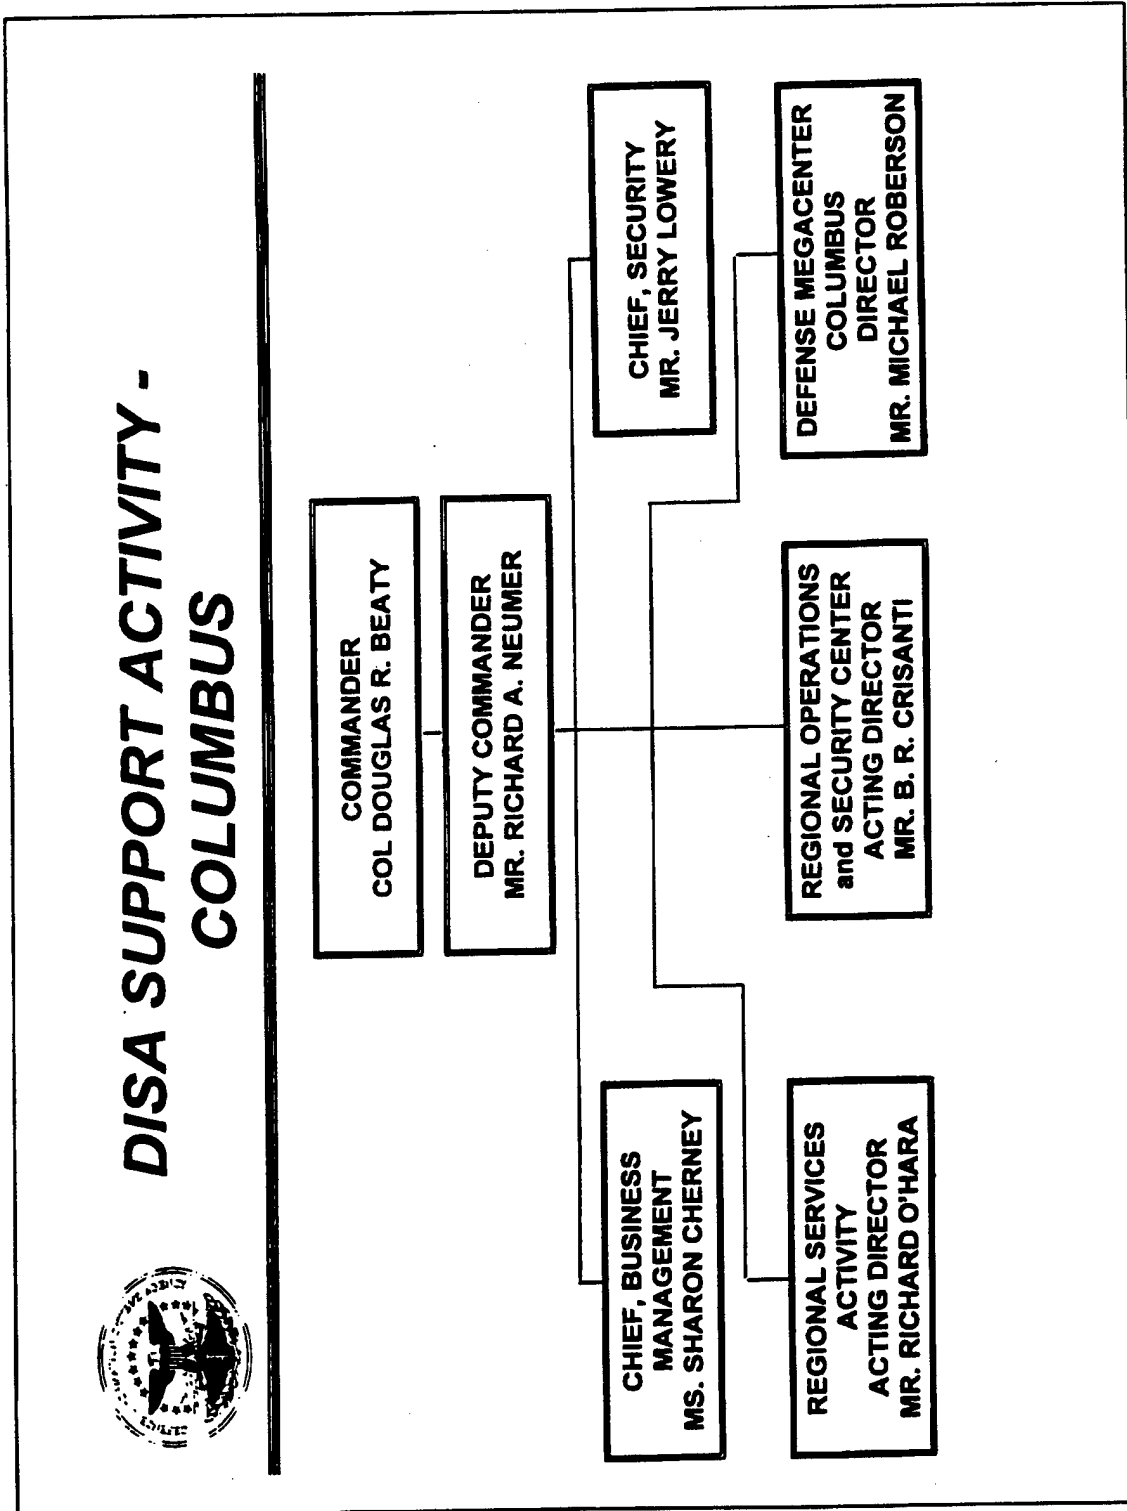 DISA SUPPORT ACTIVITY -
COLUMBUS
COMMANDER
COL DOUGLAS R. BEATY
DEPUTY COMMANDER
MR. RICHARD A. NEUMER
CHIEF, BUSINESS
MANAGEMENT
MS. SHARON CHERNEY
CHIEF, SECURITY
MR. JERRY LOWERY
REGIONAL SERVICES
ACTIVITY
ACTING DIRECTOR
MR. RICHARD O'HARA
REGIONAL OPERATIONS
and SECURITY CENTER
ACTING DIRECTOR
MR. B. R. CRISANTI
DEFENSE MEGACENTER
COLUMBUS
DIRECTOR
MR. MICHAEL ROBERSON